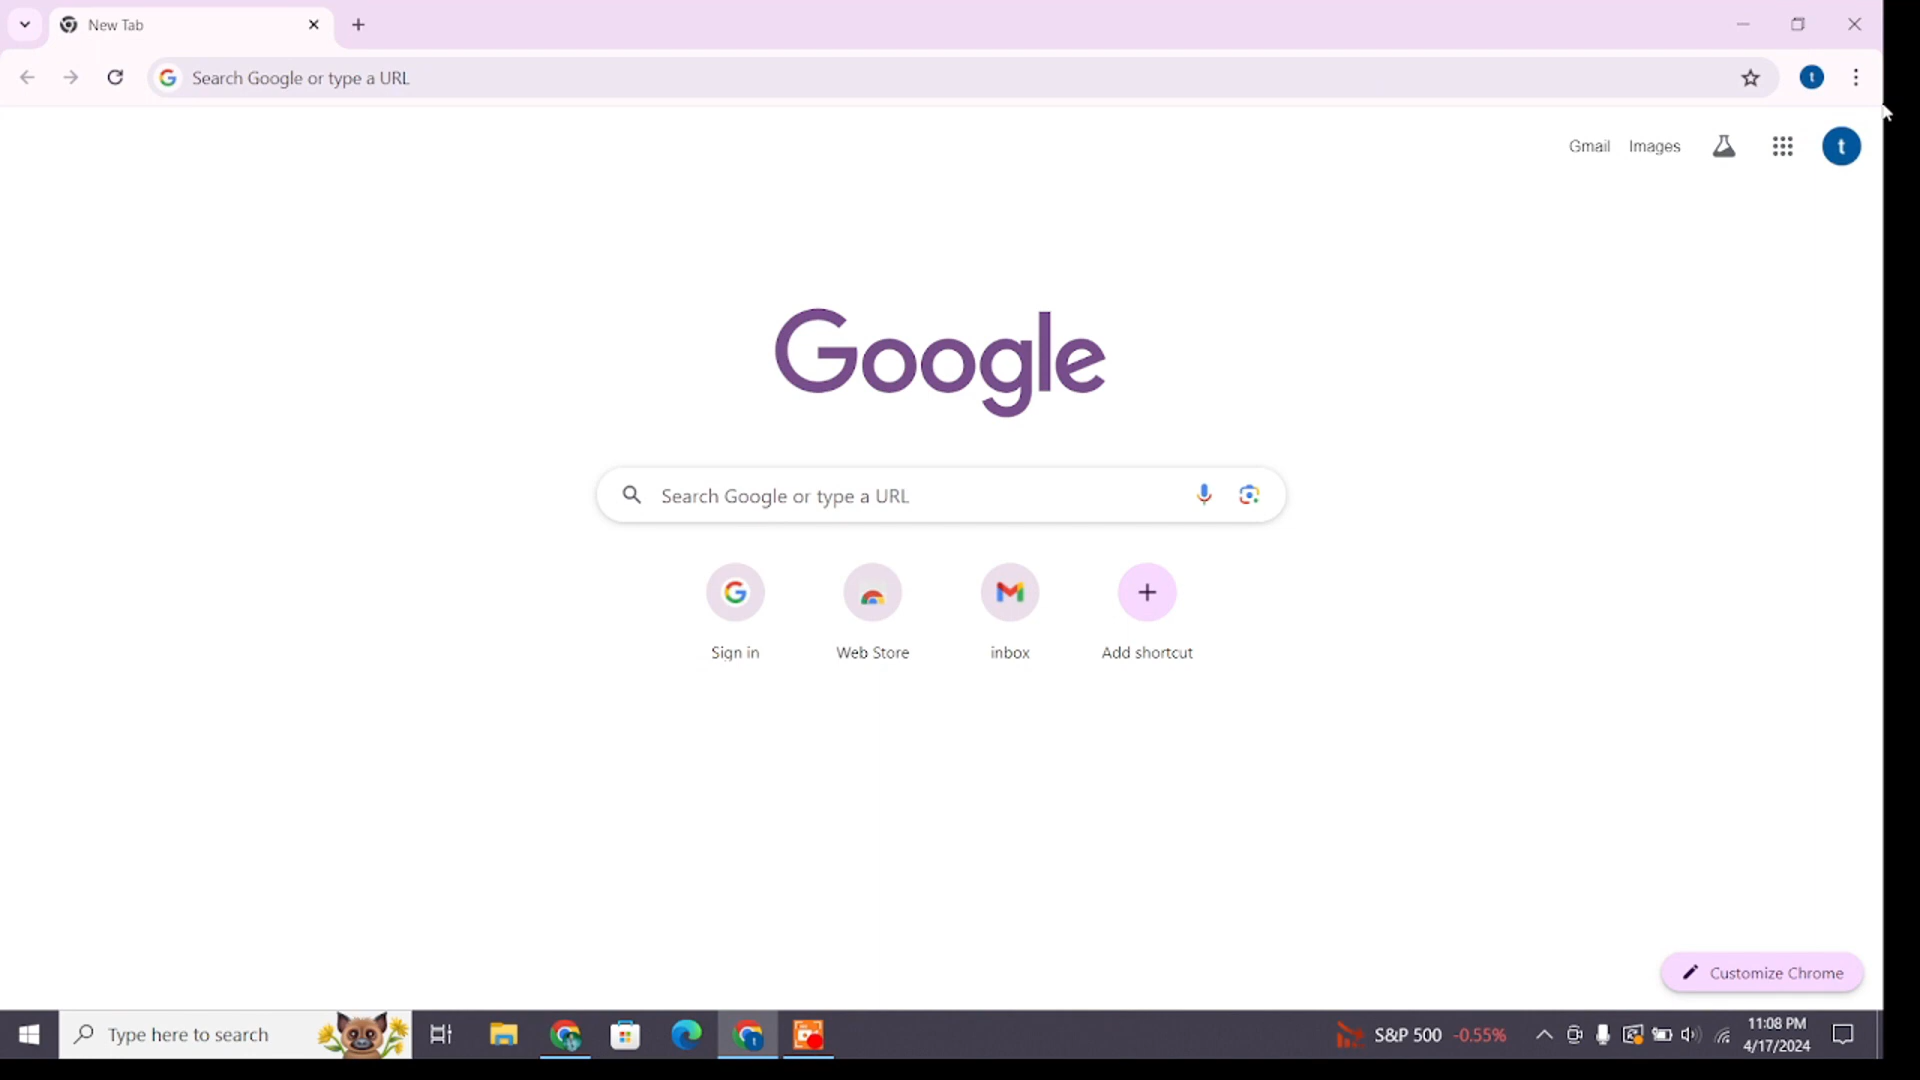 New Tab
Search Google or type a URL
t
Gmail Images t
Google
Search Google or type a URL
Sign in Web Store inbox Add shortcut
Customize Chrome
Type here to search
S&P 500 -0.55%
11:08 PM
4/17/2024